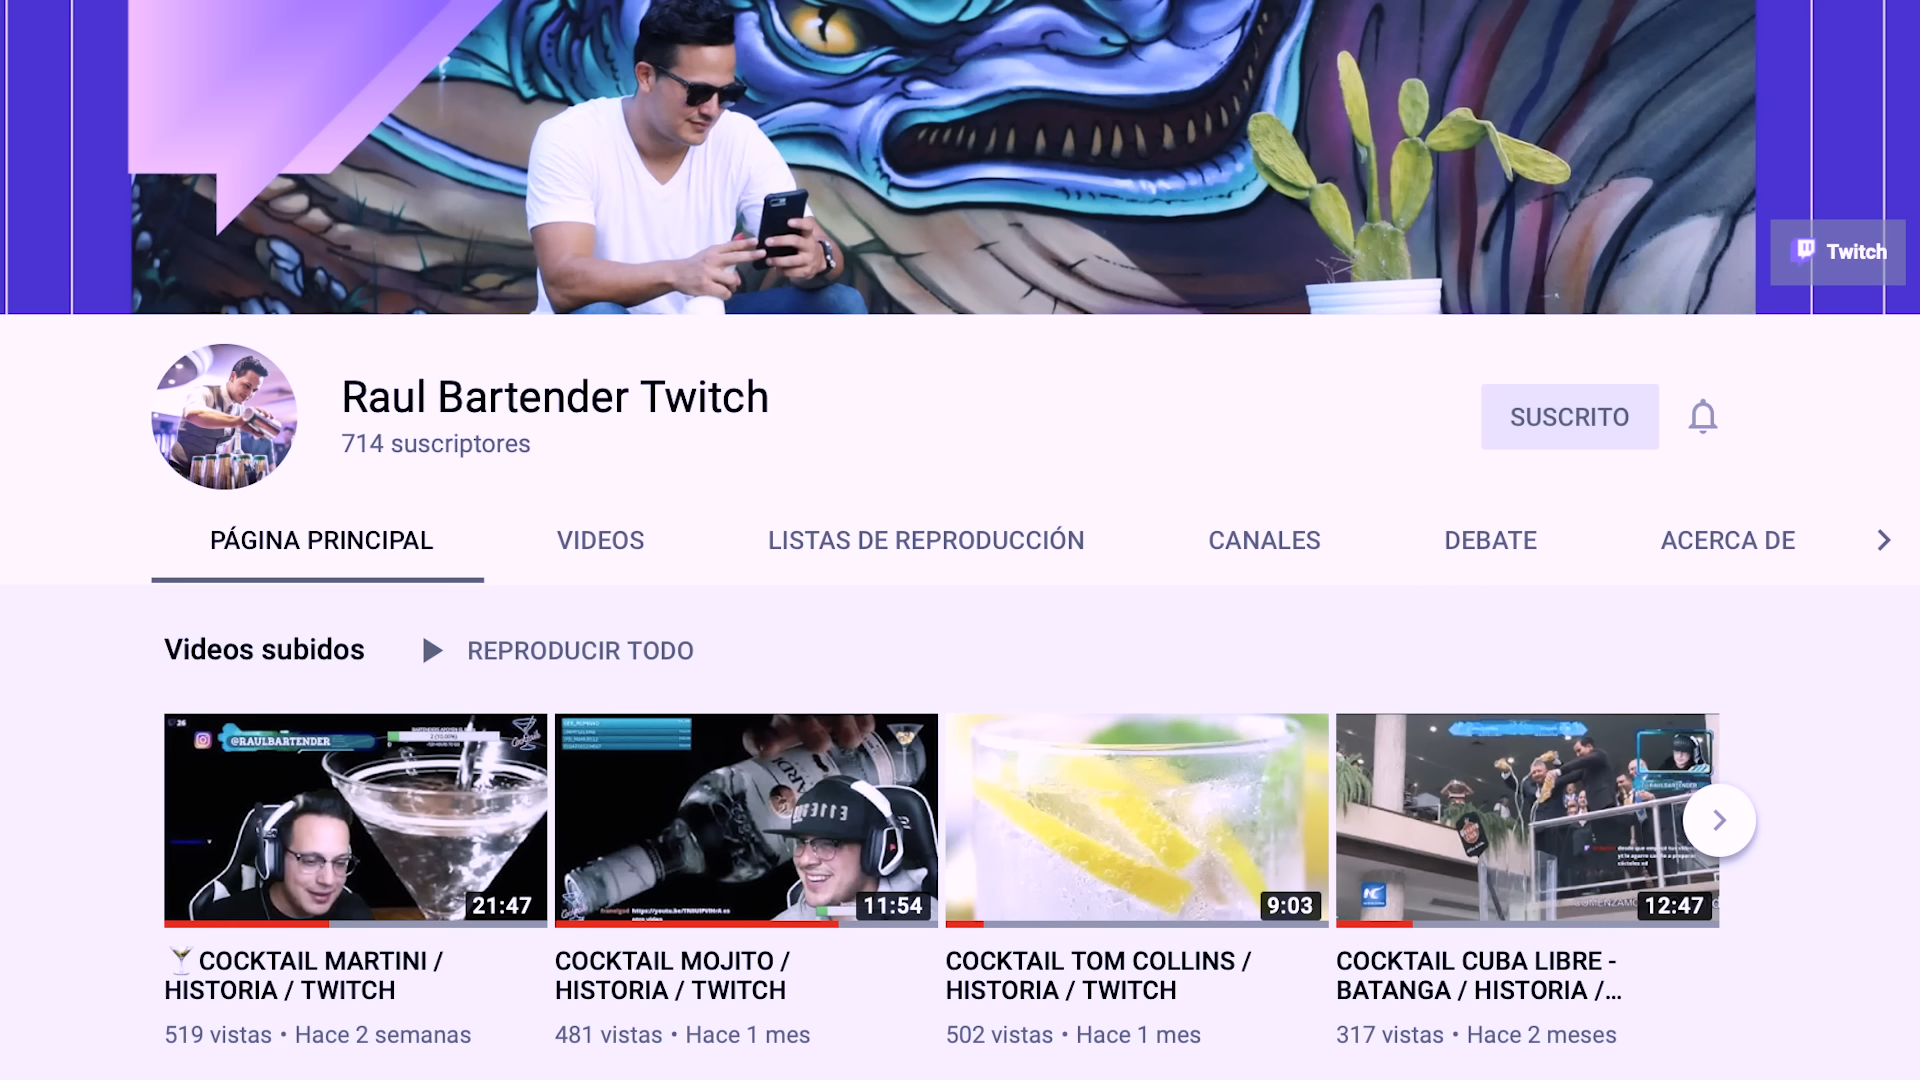 Twitch
Raul Bartender Twitch
714 suscriptores
SUSCRITO
PÁGINA PRINCIPAL
VIDEOS
LISTAS DE REPRODUCCIÓN
CANALES
DEBATE
ACERCA DE
Videos subidos
REPRODUCIR TODO
26
@RAULBARTENDER
21:47
11:54
9:03
12:47
COCKTAIL MARTINI /
HISTORIA / TWITCH
519 vistas • Hace 2 semanas
COCKTAIL MOJITO /
HISTORIA / TWITCH
481 vistas • Hace 1 mes
COCKTAIL TOM COLLINS /
HISTORIA / TWITCH
502 vistas • Hace 1 mes
COCKTAIL CUBA LIBRE -
BATANGA / HISTORIA /...
317 vistas • Hace 2 meses